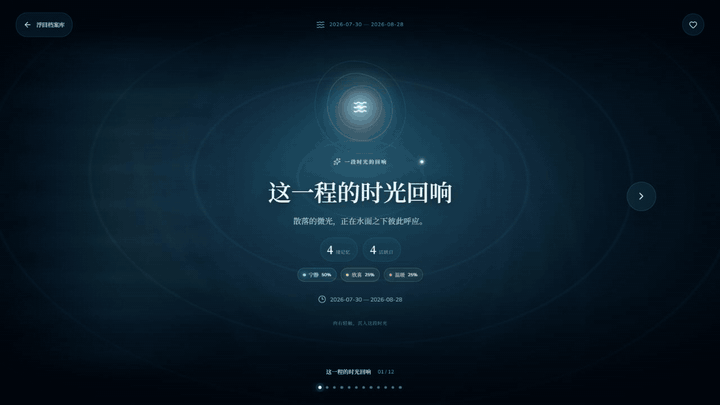 浮日档案库
2026-07-30 — 2026-08-28
一段时光的回响
这一程的时光回响
散落的微光，正在水面之下彼此呼应。
4 4
宁静 50% 欣喜 25% 温暖 25%
2026-07-30 — 2026-08-28
这一程的时光回响 01 / 12